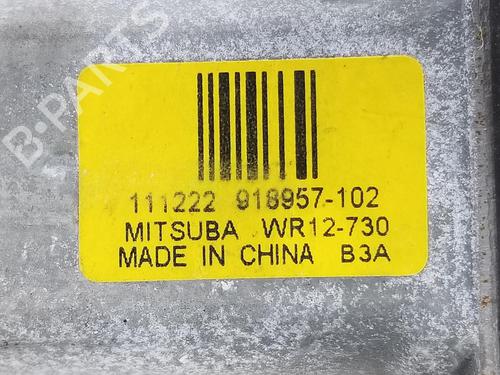 B-PARTS
111222 918957-102
MITSUBA WR12-730
MADE IN CHINA B3A